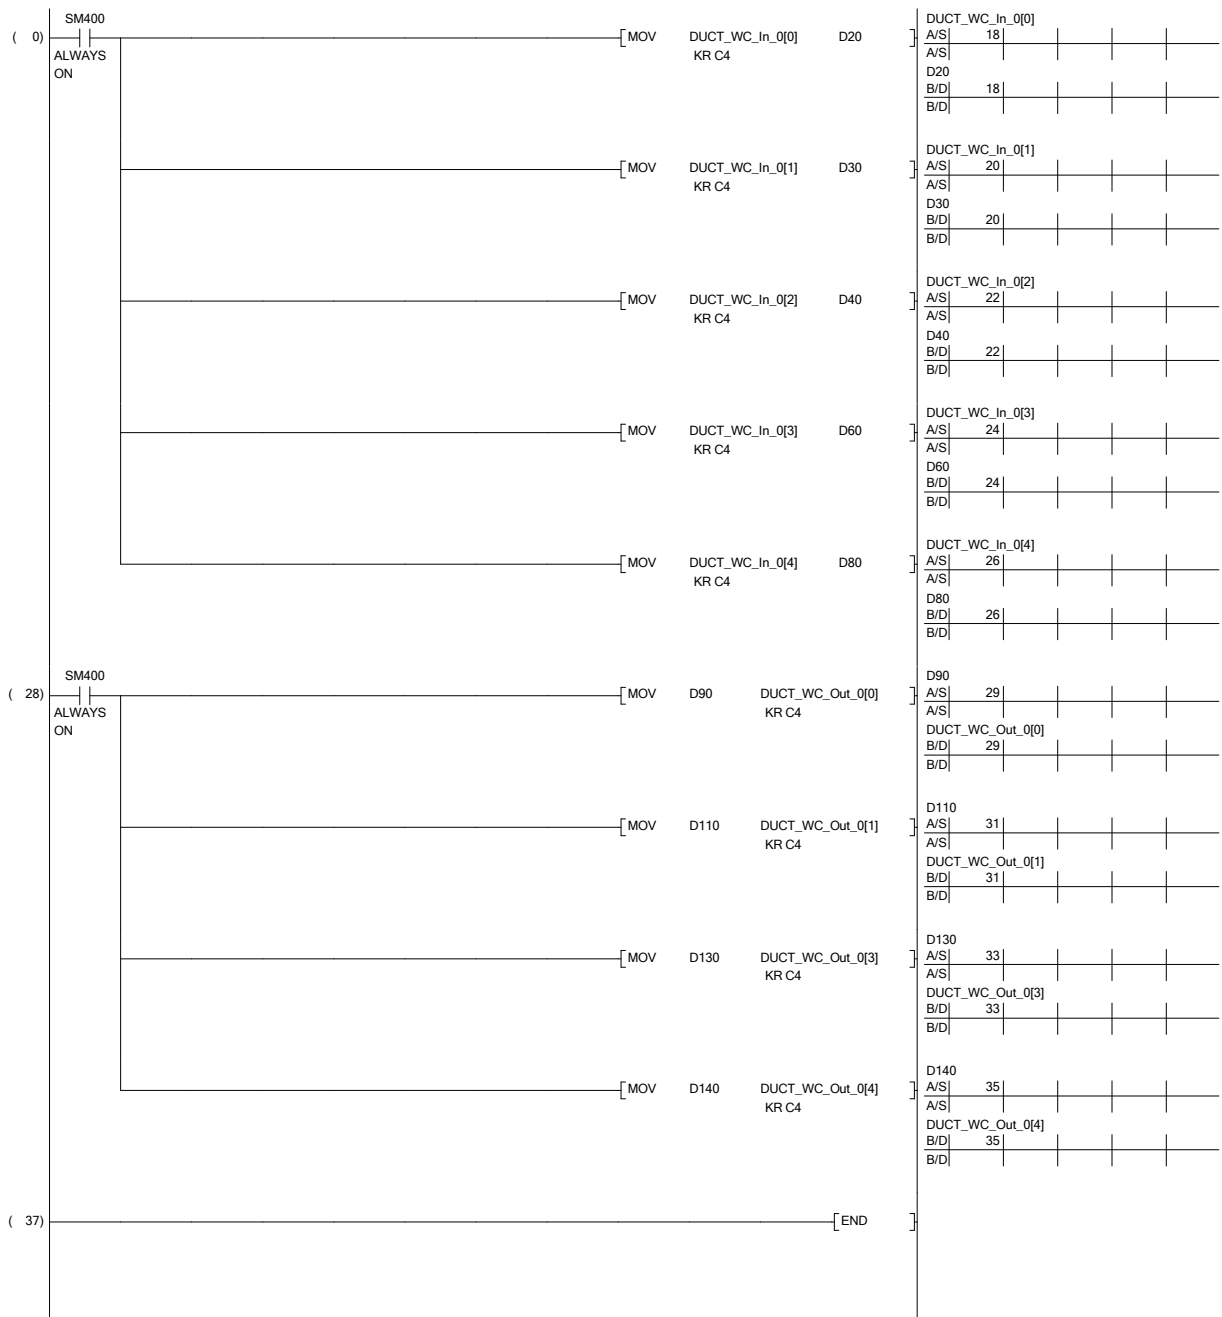 SM400
( 0) [ MOV DUCT_WC_In_0[0] D20 ]
ALWAYS KR C4
ON
DUCT_WC_In_0[0]
A/S 18
A/S
D20
B/D 18
B/D
[ MOV DUCT_WC_In_0[1] D30 ]
KR C4
DUCT_WC_In_0[1]
A/S 20
A/S
D30
B/D 20
B/D
[ MOV DUCT_WC_In_0[2] D40 ]
KR C4
DUCT_WC_In_0[2]
A/S 22
A/S
D40
B/D 22
B/D
[ MOV DUCT_WC_In_0[3] D60 ]
KR C4
DUCT_WC_In_0[3]
A/S 24
A/S
D60
B/D 24
B/D
[ MOV DUCT_WC_In_0[4] D80 ]
KR C4
DUCT_WC_In_0[4]
A/S 26
A/S
D80
B/D 26
B/D
SM400
( 28) [ MOV D90 DUCT_WC_Out_0[0] ]
ALWAYS KR C4
ON
D90
A/S 29
A/S
DUCT_WC_Out_0[0]
B/D 29
B/D
[ MOV D110 DUCT_WC_Out_0[1] ]
KR C4
D110
A/S 31
A/S
DUCT_WC_Out_0[1]
B/D 31
B/D
[ MOV D130 DUCT_WC_Out_0[3] ]
KR C4
D130
A/S 33
A/S
DUCT_WC_Out_0[3]
B/D 33
B/D
[ MOV D140 DUCT_WC_Out_0[4] ]
KR C4
D140
A/S 35
A/S
DUCT_WC_Out_0[4]
B/D 35
B/D
( 37) [ END ]